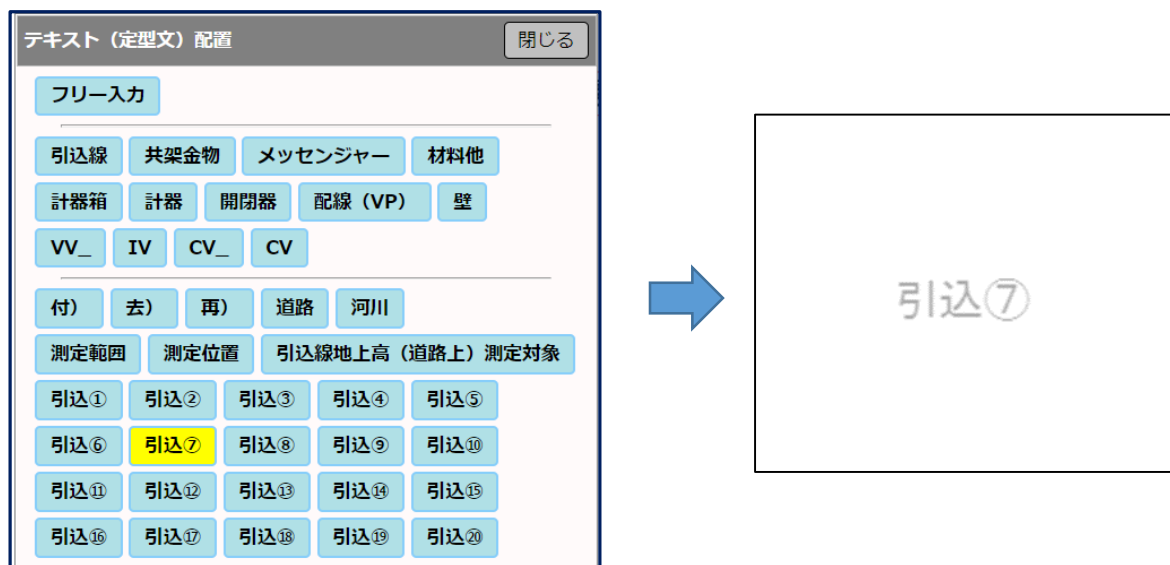 テキスト（定型文）配置 閉じる
フリー入力
引込線 共架金物 メッセンジャー 材料他
計器箱 計器 開閉器 配線（VP） 壁
VV_ IV CV_ CV
付） 去） 再） 道路 河川
測定範囲 測定位置 引込線地上高（道路上）測定対象
引込① 引込② 引込③ 引込④ 引込⑤
引込⑥ 引込⑦ 引込⑧ 引込⑨ 引込⑩
引込⑪ 引込⑫ 引込⑬ 引込⑭ 引込⑮
引込⑯ 引込⑰ 引込⑱ 引込⑲ 引込⑳
引込⑦